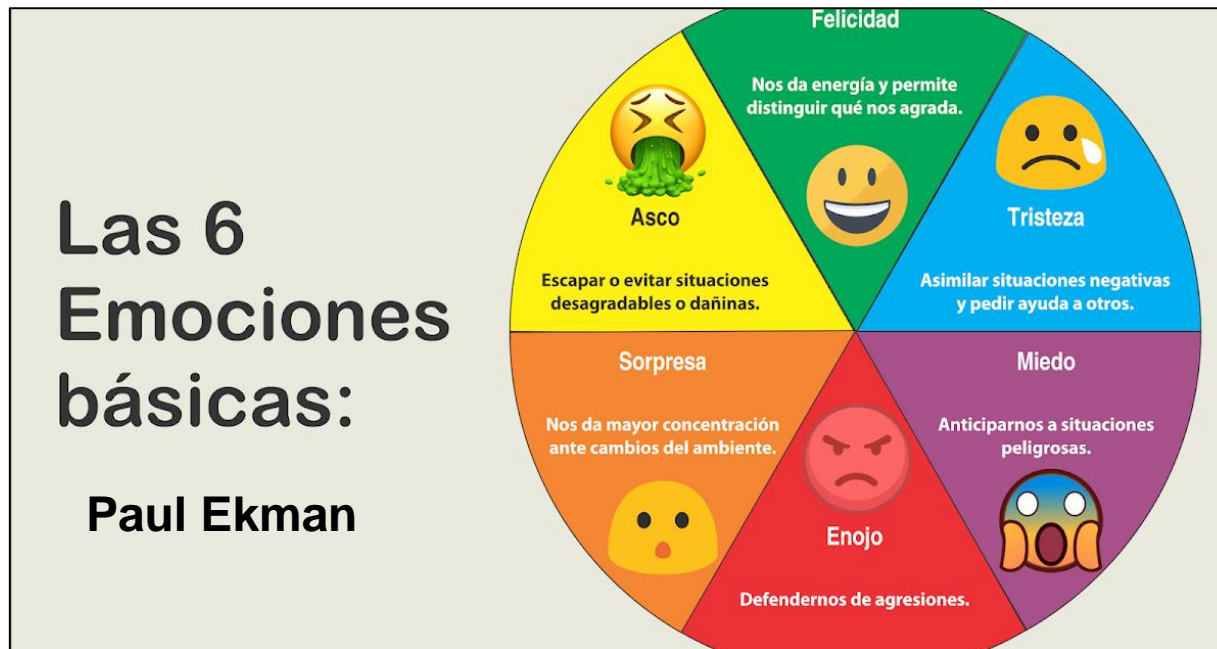 Las 6
Emociones
básicas:
Paul Ekman
Felicidad
Nos da energía y permite
distinguir qué nos agrada.
Tristeza
Asimilar situaciones negativas
y pedir ayuda a otros.
Miedo
Anticiparnos a situaciones
peligrosas.
Enojo
Defendernos de agresiones.
Sorpresa
Nos da mayor concentración
ante cambios del ambiente.
Asco
Escapar o evitar situaciones
desagradables o dañinas.